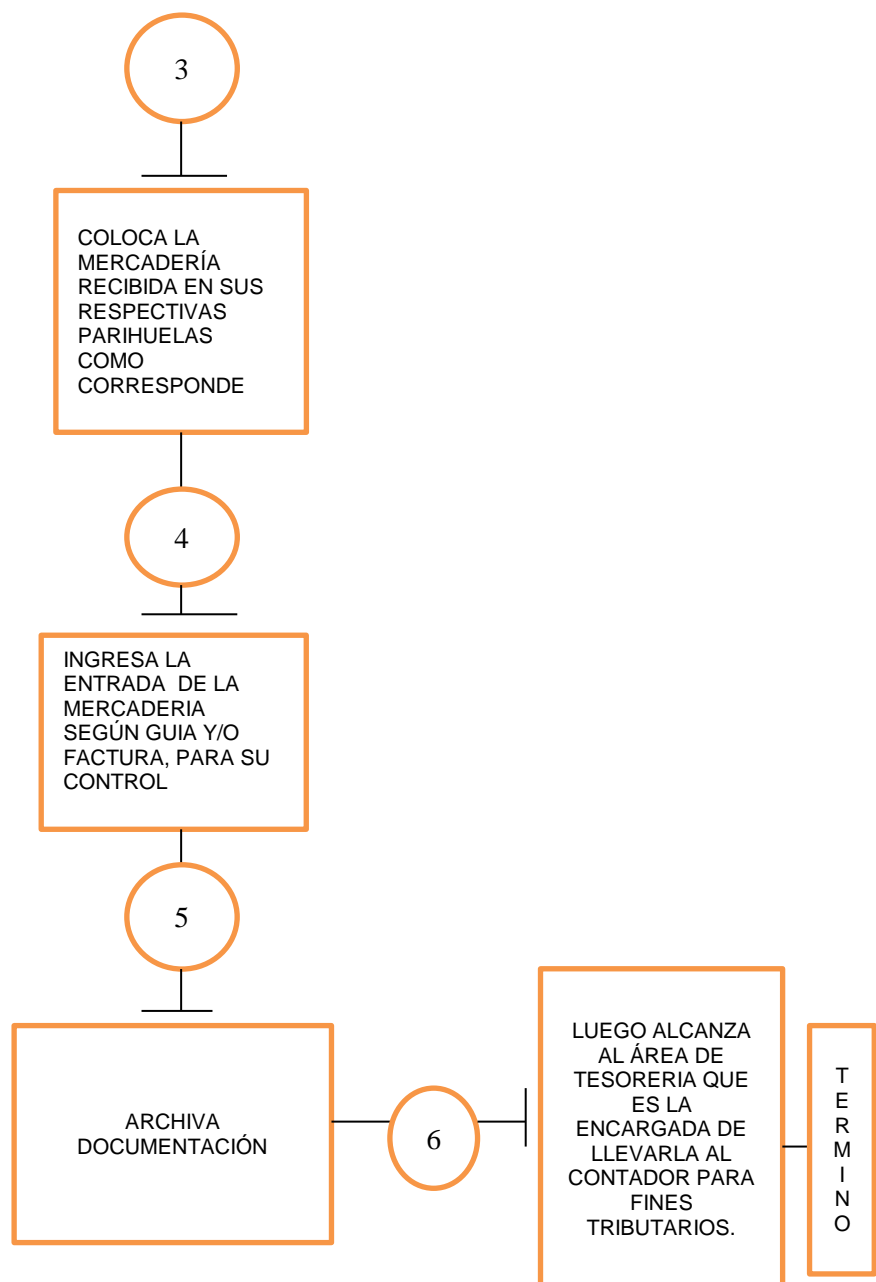 3
COLOCA LA
MERCADERÍA
RECIBIDA EN SUS
RESPECTIVAS
PARIHUELAS
COMO
CORRESPONDE
4
INGRESA LA
ENTRADA  DE LA
MERCADERIA
SEGÚN GUIA Y/O
FACTURA, PARA SU
CONTROL
5
ARCHIVA
DOCUMENTACIÓN
6
LUEGO ALCANZA
AL ÁREA DE
TESORERIA QUE
ES LA
ENCARGADA DE
LLEVARLA AL
CONTADOR PARA
FINES
TRIBUTARIOS.
T
E
R
M
I
N
O